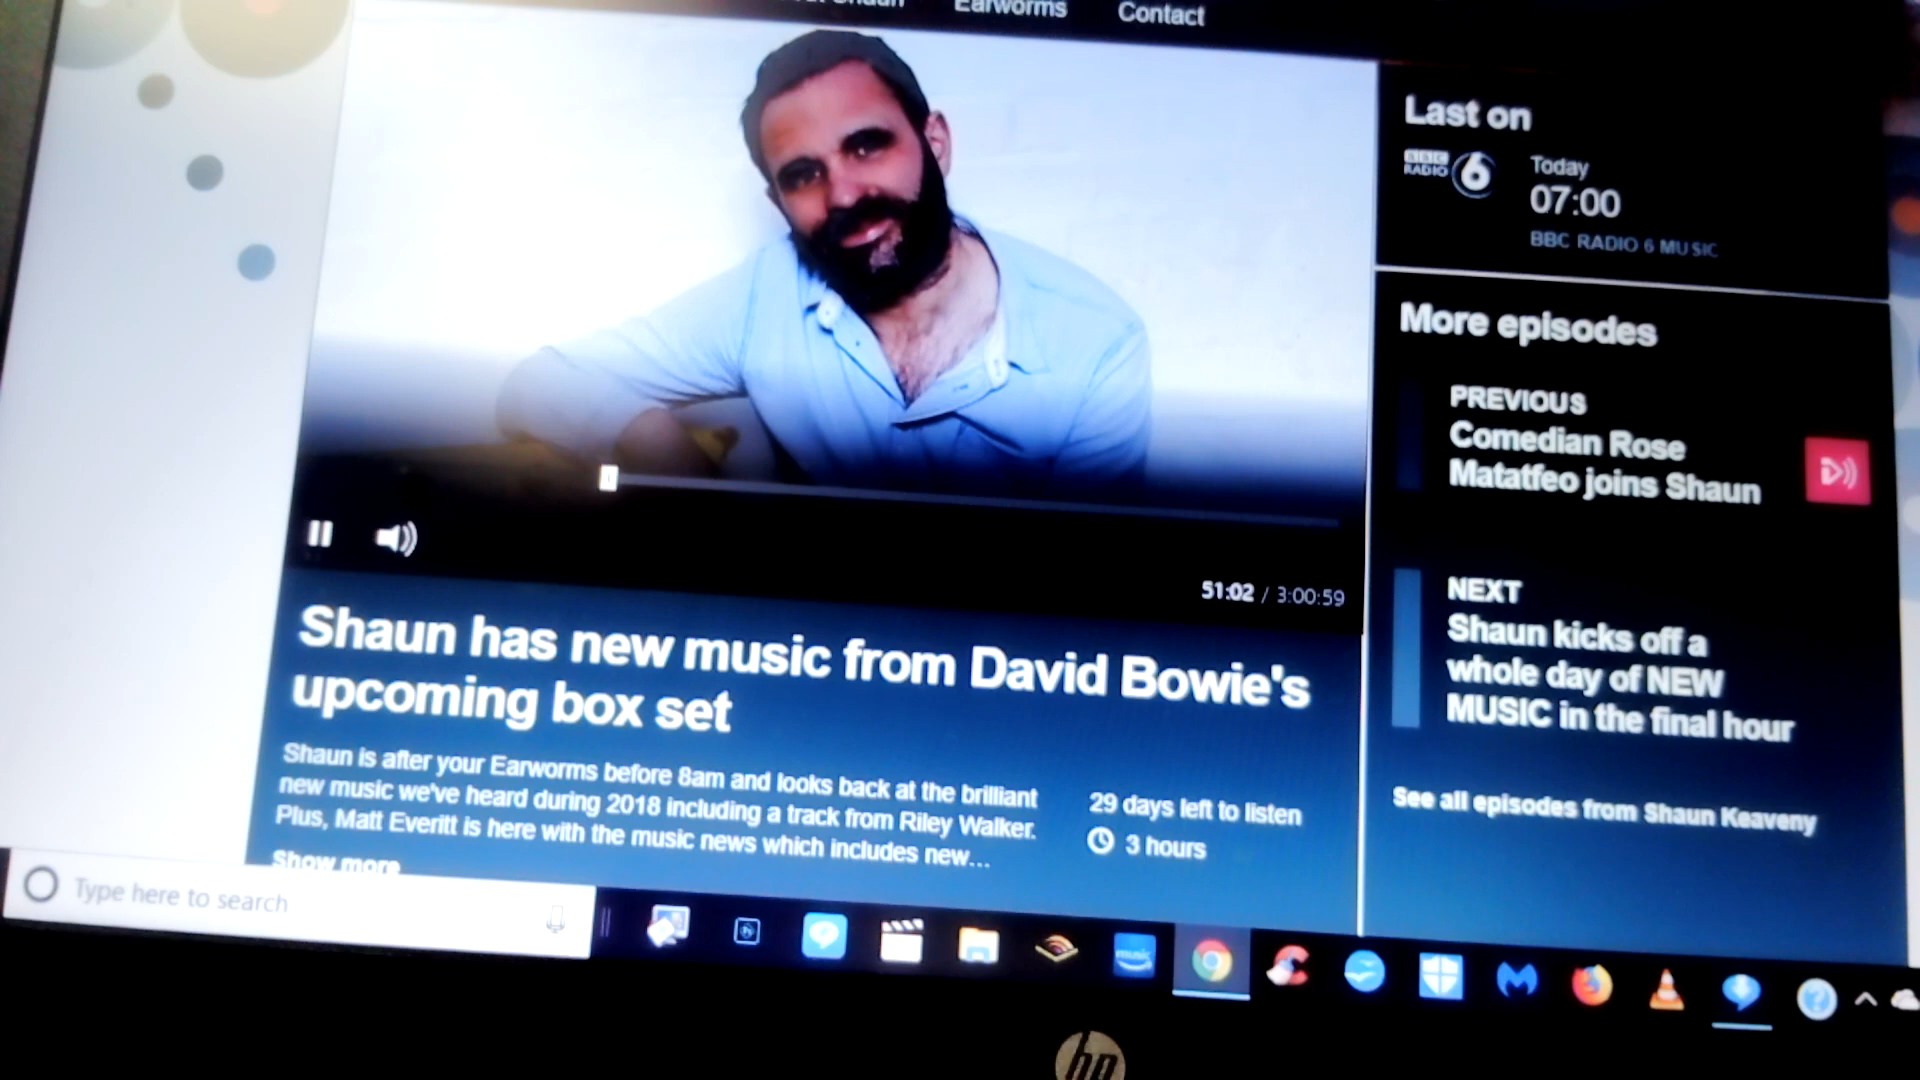 Shaun
Earworms
Contact
Last on
BBC
RADIO 6
Today
07:00
BBC RADIO 6 MUSIC
More episodes
PREVIOUS
Comedian Rose
Matatfeo joins Shaun
NEXT
Shaun kicks off a
whole day of NEW
MUSIC in the final hour
See all episodes from Shaun Keaveny
51:02 / 3:00:59
Shaun has new music from David Bowie's
upcoming box set
Shaun is after your Earworms before 8am and looks back at the brilliant
new music we've heard during 2018 including a track from Riley Walker.
Plus, Matt Everitt is here with the music news which includes new...
Show more
29 days left to listen
3 hours
Type here to search
music
hp